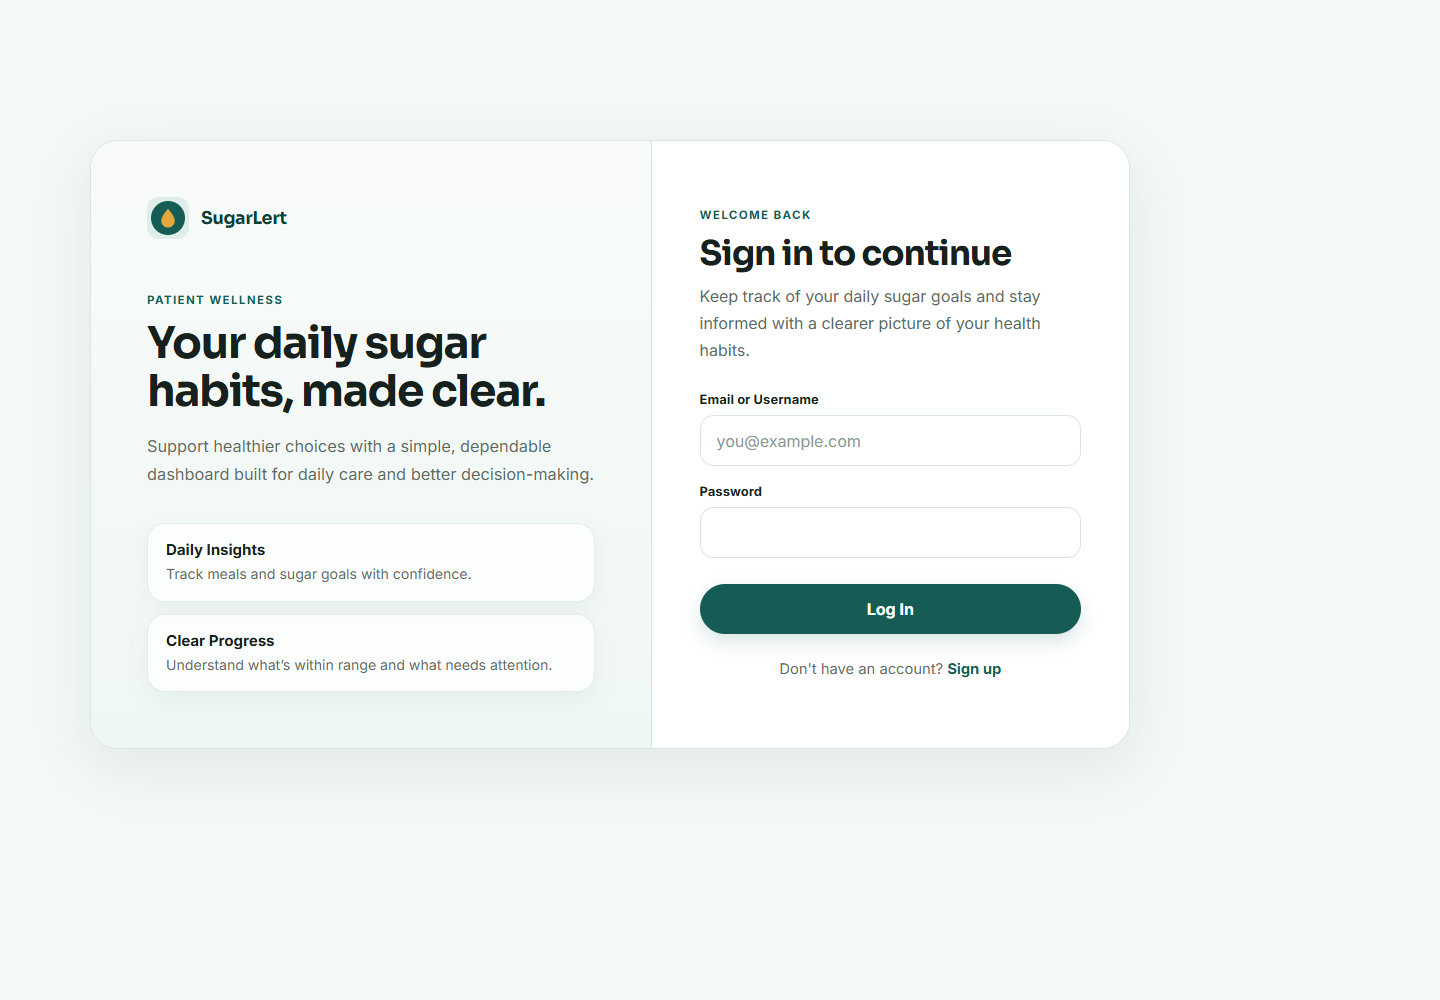 SugarLert
PATIENT WELLNESS
Your daily sugar
habits, made clear.
Support healthier choices with a simple, dependable
dashboard built for daily care and better decision-making.
Daily Insights
Track meals and sugar goals with confidence.
Clear Progress
Understand what’s within range and what needs attention.
WELCOME BACK
Sign in to continue
Keep track of your daily sugar goals and stay
informed with a clearer picture of your health
habits.
Email or Username
you@example.com
Password
Log In
Don't have an account? Sign up